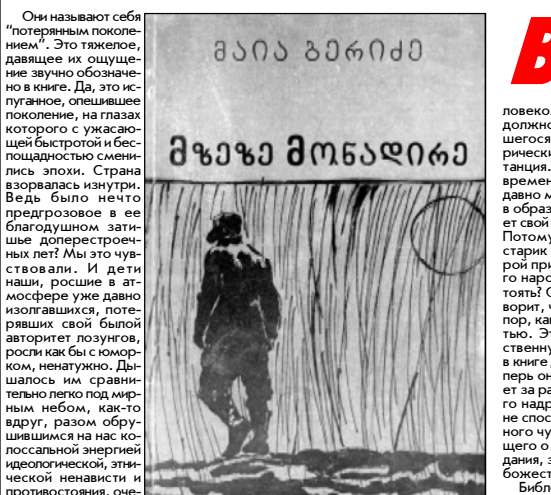 Они называют себя
"потерянным поколе-
нием". Это тяжелое,
давящее их ощуще-
ние звучно обозначе-
но в книге. Да, это ис-
пуганное, опешившее
поколение, на глазах
которого с ужасаю-
щей быстротой и бес-
пощадностью смени-
лись эпохи. Страна
взорвалась изнутри.
Ведь было нечто
предгрозовое в ее
благодушном зати-
шье доперестроеч-
ных лет? Мы это чув-
ствовали. И дети
наши, росшие в ат-
мосфере уже давно
изолгавшихся, поте-
рявших свой былой
авторитет лозунгов,
росли как бы с юмор-
ком, ненатужно. Ды-
шалось им сравни-
тельно легко под мир-
ным небом, как-то
вдруг, разом обру-
шившимся на нас ко-
лоссальной энергией
идеологической, этни-
ческой ненависти и
противостояния, оче-
მაია ბერიძე
მზეზე მონადირე
В
ловеко
должно
шегося
рически
танция.
времен
давно м
в образ
ет свой
Потому
старик
рой при
го наро
тоять? С
ворит, ч
пор, ка
тью. Э
ственну
в книге
перь он
ет за ра
го надр
не спос
ного чу
щего о
дания, з
божест
Библ